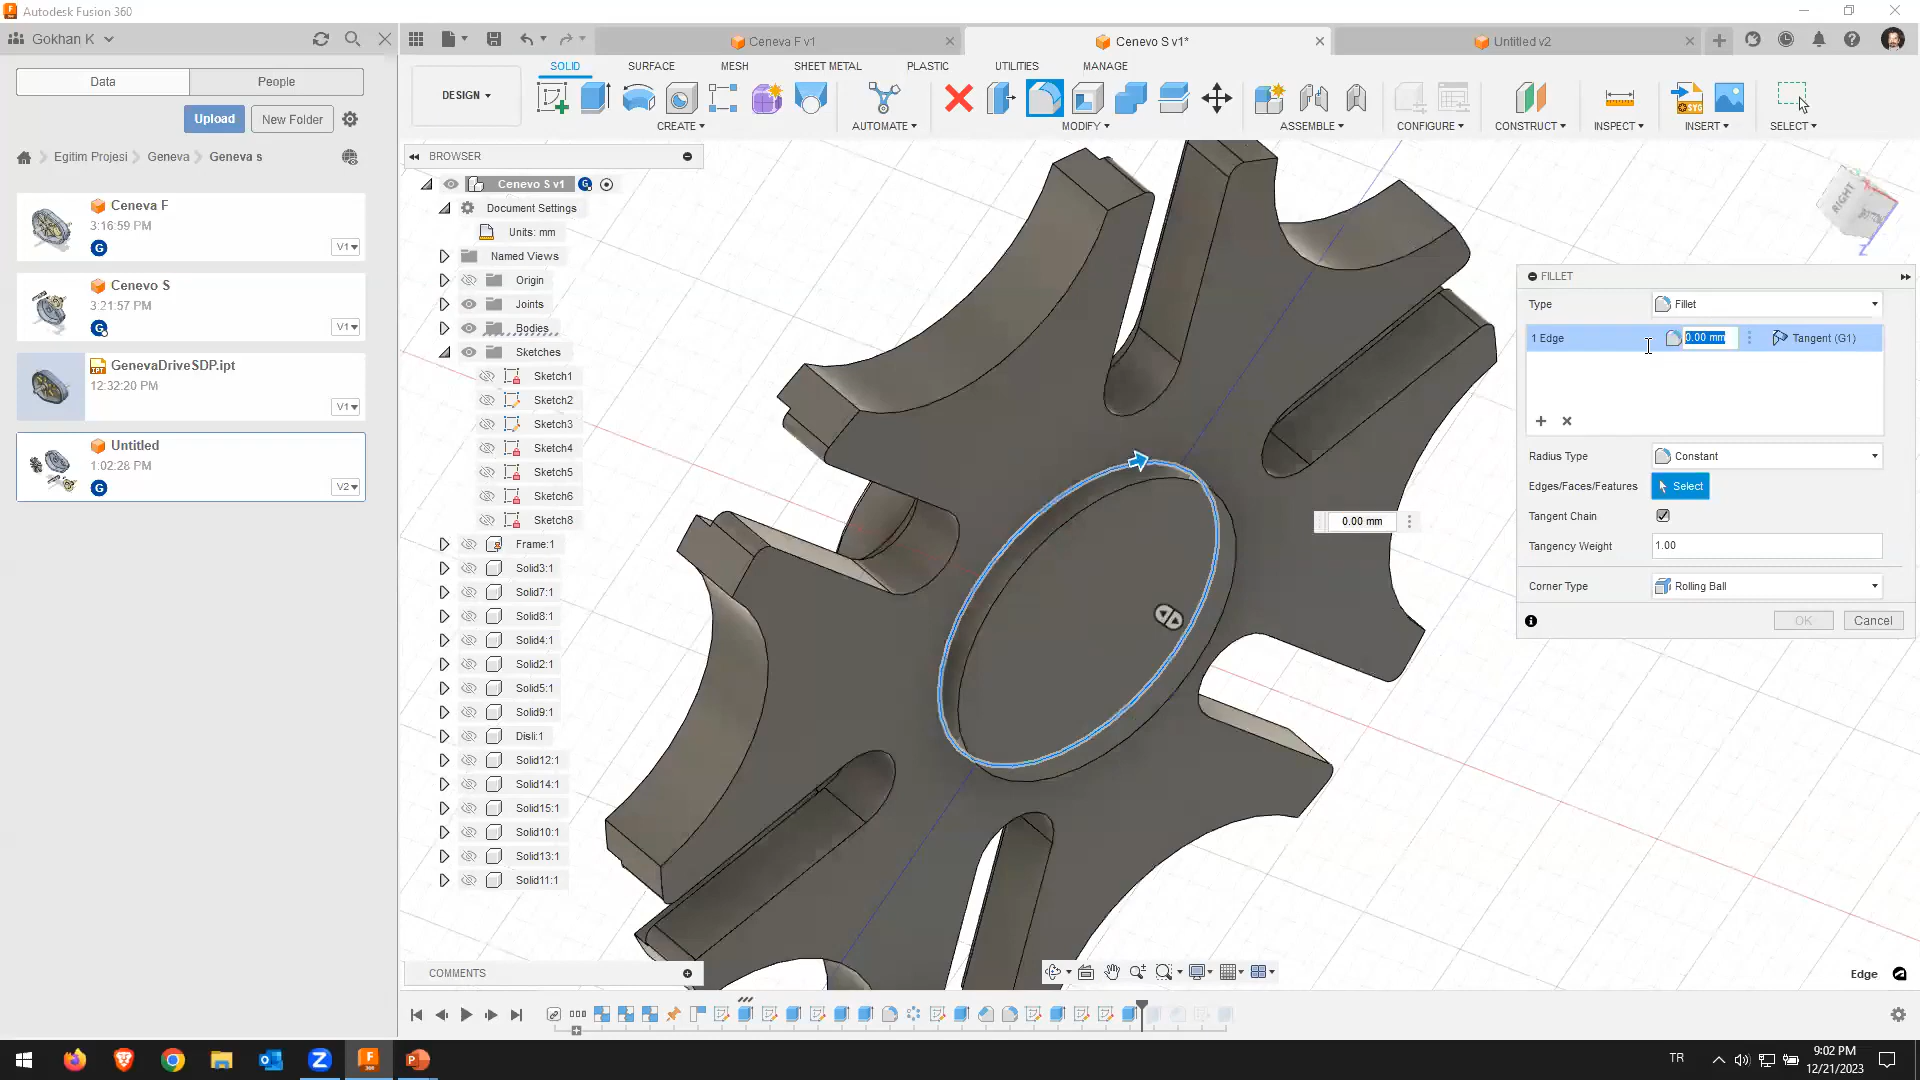 Autodesk Fusion 360
Gokhan K
Ceneva F v1
Cenevo S v1*
Untitled v2
Data
People
Upload
New Folder
Egitim Projesi
Geneva
Geneva s
Ceneva F
3:16:59 PM
G
V1
Cenevo S
3:21:57 PM
G
V1
GenevaDriveSDP.ipt
12:32:20 PM
V1
Untitled
1:02:28 PM
G
V2
DESIGN
SOLID
SURFACE
MESH
SHEET METAL
PLASTIC
UTILITIES
MANAGE
CREATE
AUTOMATE
MODIFY
ASSEMBLE
CONFIGURE
CONSTRUCT
INSPECT
INSERT
SELECT
BROWSER
Cenevo S v1
G
Document Settings
Units: mm
Named Views
Origin
Joints
Bodies
Sketches
Sketch1
Sketch2
Sketch3
Sketch4
Sketch5
Sketch6
Sketch8
Frame:1
Solid3:1
Solid7:1
Solid8:1
Solid4:1
Solid2:1
Solid5:1
Solid9:1
Disli:1
Solid12:1
Solid14:1
Solid15:1
Solid10:1
Solid13:1
Solid11:1
RIGHT
Z
0.00 mm
FILLET
Type
Fillet
1 Edge
0.00 mm
Tangent (G1)
Radius Type
Constant
Edges/Faces/Features
Select
Tangent Chain
Tangency Weight
1.00
Corner Type
Rolling Ball
OK
Cancel
COMMENTS
Edge
TR
9:02 PM
12/21/2023